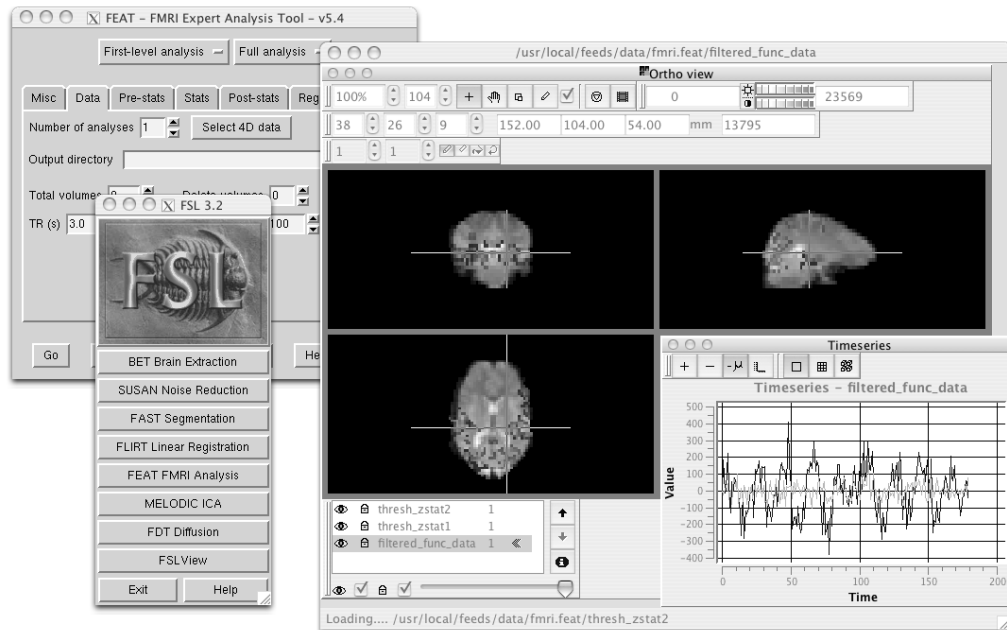 FEAT – FMRI Expert Analysis Tool – v5.4
First-level analysis Full analysis
Misc Data Pre-stats Stats Post-stats Reg
Number of analyses 1 Select 4D data
Output directory
Total volumes Delete volumes 0
TR (s) 3.0 100
Go He
FSL 3.2
FSL
BET Brain Extraction
SUSAN Noise Reduction
FAST Segmentation
FLIRT Linear Registration
FEAT FMRI Analysis
MELODIC ICA
FDT Diffusion
FSLView
Exit Help
/usr/local/feeds/data/fmri.feat/filtered_func_data
Ortho view
100% 104 0 23569
38 26 9 152.00 104.00 54.00 mm 13795
1 1
thresh_zstat2 1
thresh_zstat1 1
filtered_func_data 1
Loading.... /usr/local/feeds/data/fmri.feat/thresh_zstat2
Timeseries
Timeseries – filtered_func_data
Value
500
400
300
200
100
0
-100
-200
-300
-400
0 50 100 150 200
Time